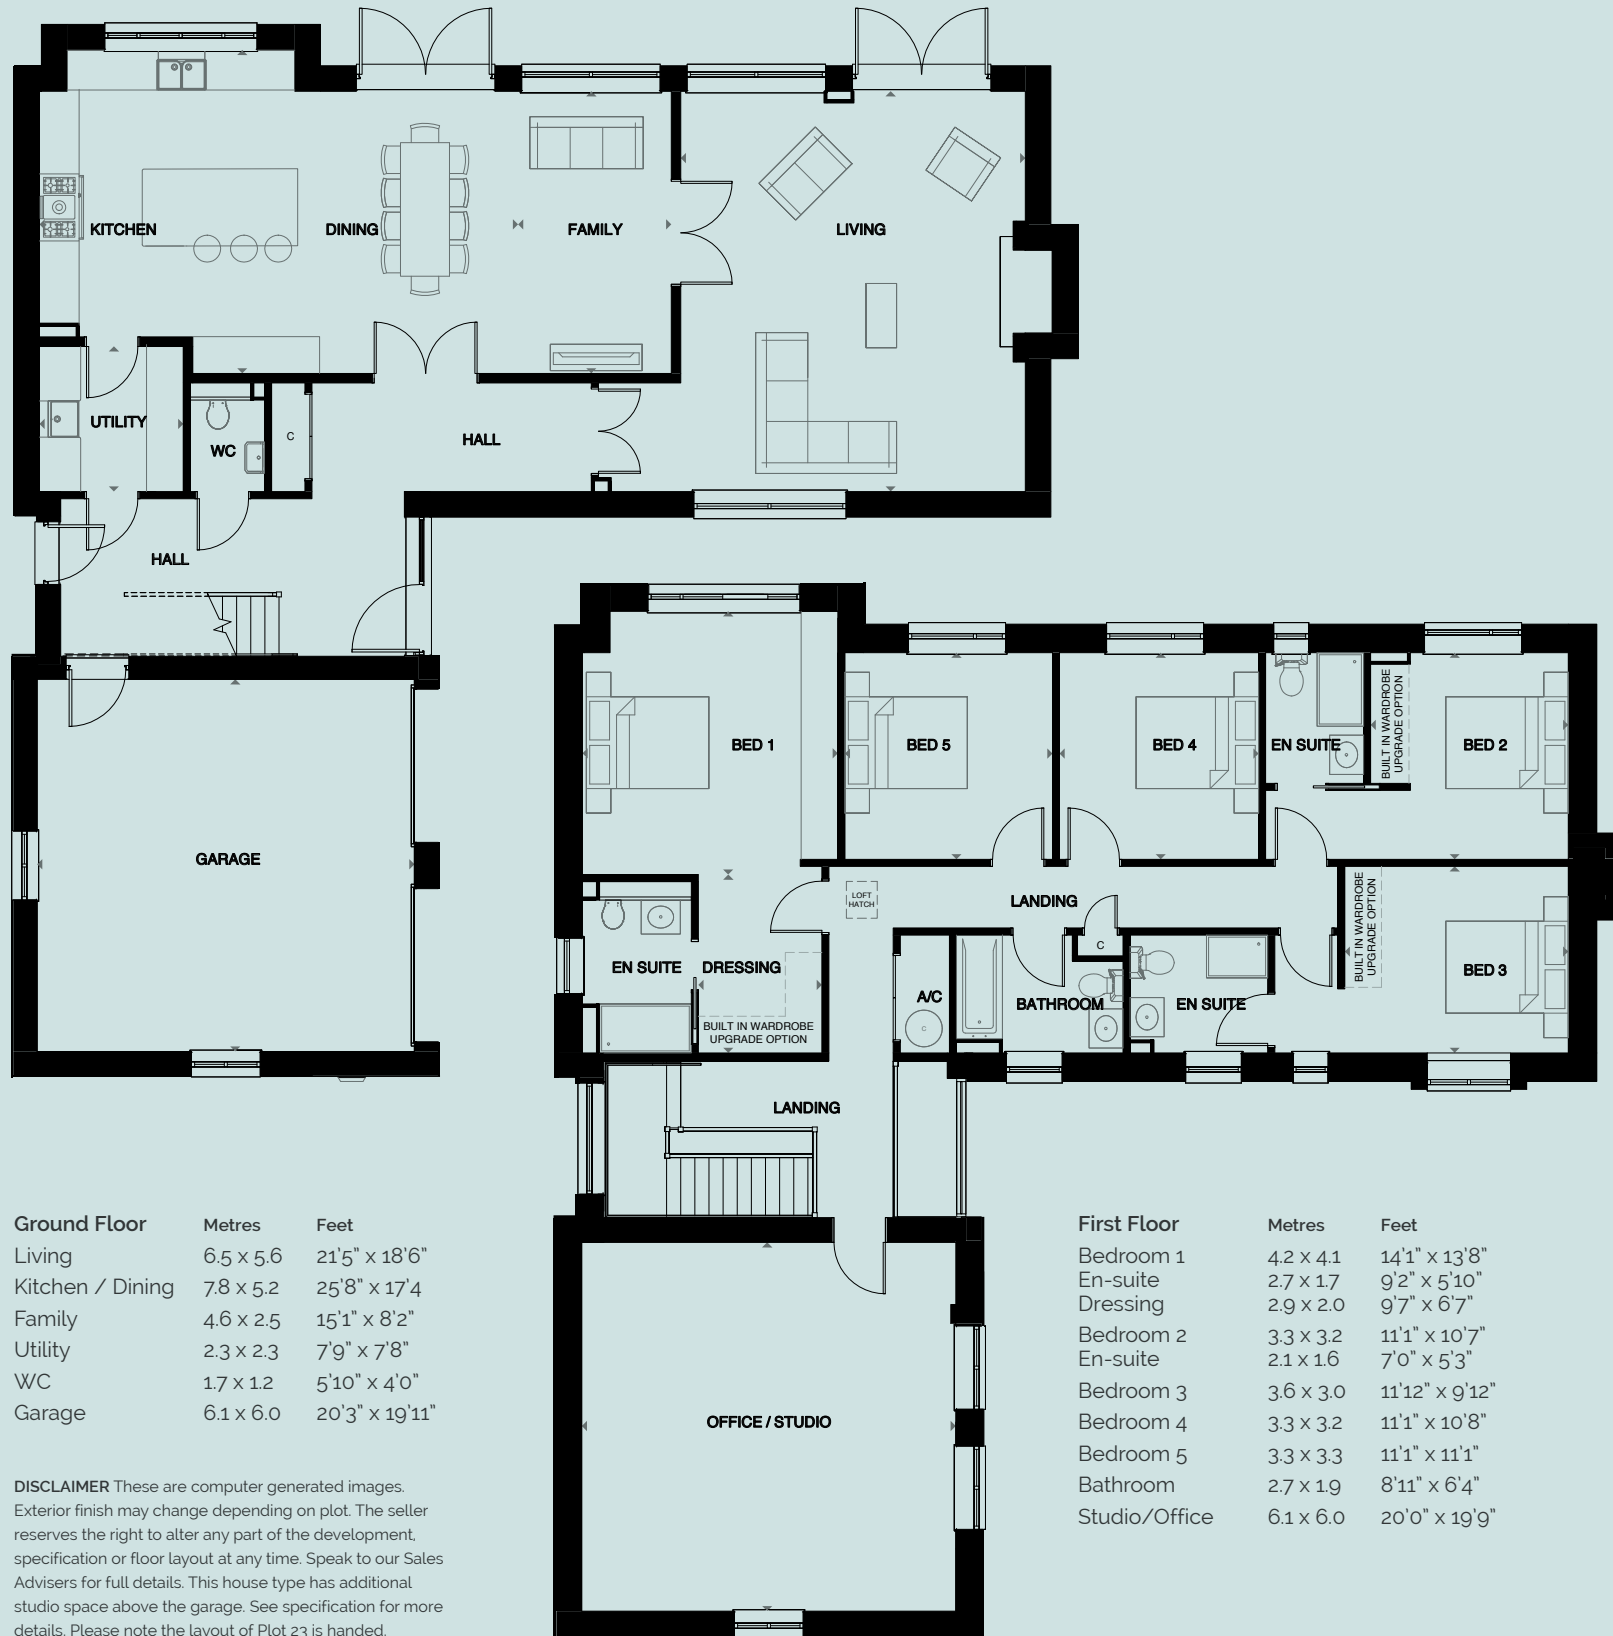 KITCHEN
DINING
FAMILY
LIVING
UTILITY
WC
C
HALL
HALL
GARAGE
BED 1
BED 5
BED 4
EN SUITE
BUILT IN WARDROBE
UPGRADE OPTION
BED 2
LOFT
HATCH
LANDING
C
BUILT IN WARDROBE
UPGRADE OPTION
BED 3
EN SUITE
DRESSING
BUILT IN WARDROBE
UPGRADE OPTION
A/C
C
BATHROOM
EN SUITE
LANDING
OFFICE / STUDIO
Ground Floor Metres Feet
Living 6.5 x 5.6 21'5" x 18'6"
Kitchen / Dining 7.8 x 5.2 25'8" x 17'4
Family 4.6 x 2.5 15'1" x 8'2"
Utility 2.3 x 2.3 7'9" x 7'8"
WC 1.7 x 1.2 5'10" x 4'0"
Garage 6.1 x 6.0 20'3" x 19'11"
DISCLAIMER These are computer generated images.
Exterior finish may change depending on plot. The seller
reserves the right to alter any part of the development,
specification or floor layout at any time. Speak to our Sales
Advisers for full details. This house type has additional
studio space above the garage. See specification for more
details. Please note the layout of Plot 23 is handed.
First Floor Metres Feet
Bedroom 1 4.2 x 4.1 14'1" x 13'8"
En-suite 2.7 x 1.7 9'2" x 5'10"
Dressing 2.9 x 2.0 9'7" x 6'7"
Bedroom 2 3.3 x 3.2 11'1" x 10'7"
En-suite 2.1 x 1.6 7'0" x 5'3"
Bedroom 3 3.6 x 3.0 11'12" x 9'12"
Bedroom 4 3.3 x 3.2 11'1" x 10'8"
Bedroom 5 3.3 x 3.3 11'1" x 11'1"
Bathroom 2.7 x 1.9 8'11" x 6'4"
Studio/Office 6.1 x 6.0 20'0" x 19'9"